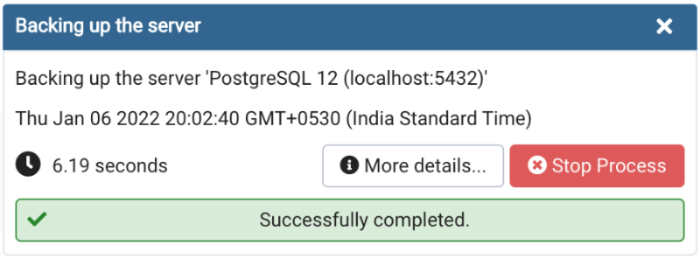 Backing up the server
Backing up the server 'PostgreSQL 12 (localhost:5432)'
Thu Jan 06 2022 20:02:40 GMT+0530 (India Standard Time)
6.19 seconds More details... Stop Process
Successfully completed.